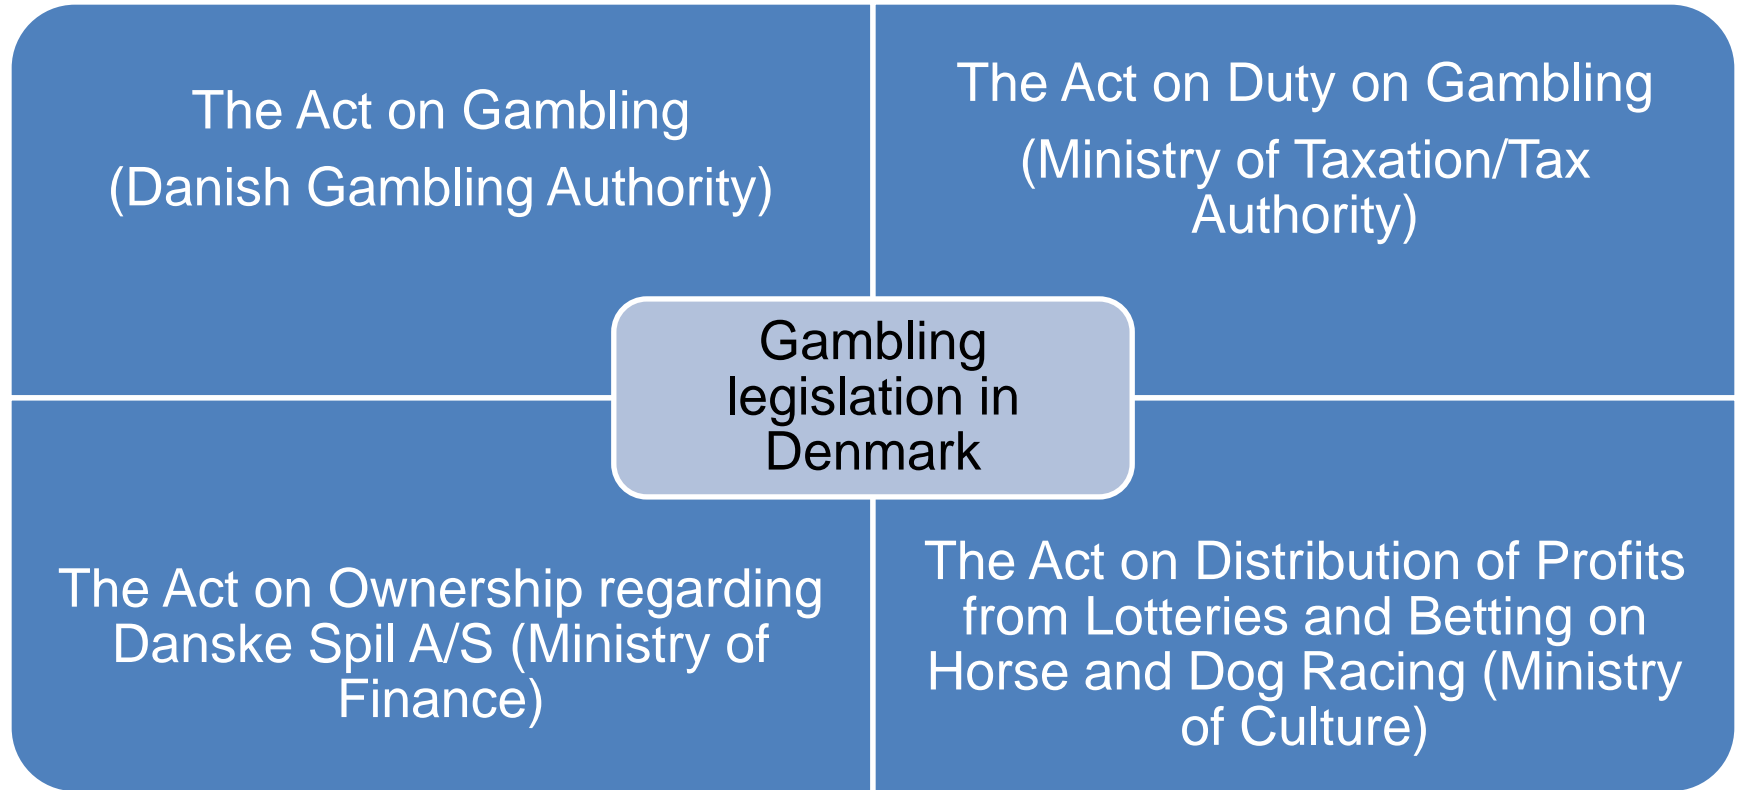 The Act on Gambling
(Danish Gambling Authority)
The Act on Duty on Gambling
(Ministry of Taxation/Tax
Authority)
Gambling
legislation in
Denmark
The Act on Ownership regarding
Danske Spil A/S (Ministry of
Finance)
The Act on Distribution of Profits
from Lotteries and Betting on
Horse and Dog Racing (Ministry
of Culture)